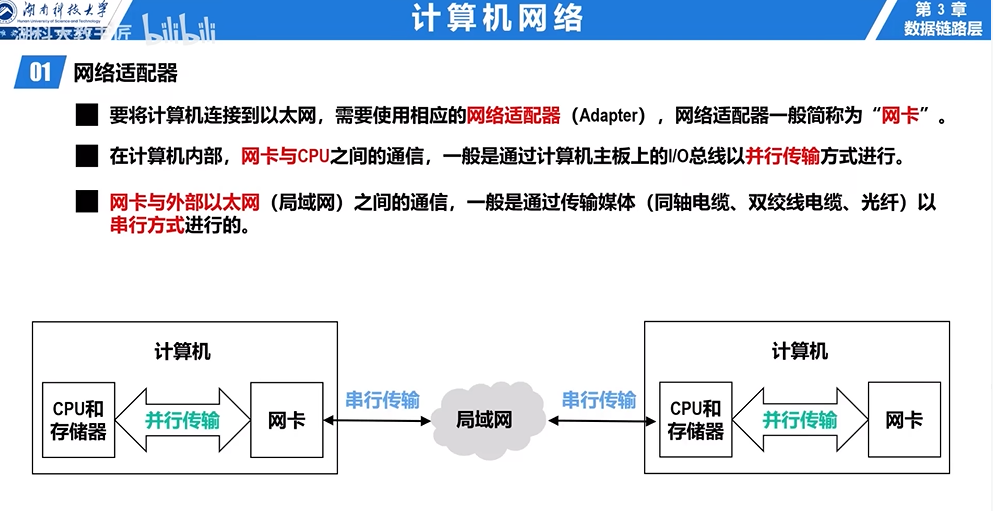 湖南科技大学
Hunan University of Science and Technology
湖科大教书匠 bilibili
计算机网络
第 3 章
数据链路层
01 网络适配器
要将计算机连接到以太网，需要使用相应的网络适配器（Adapter），网络适配器一般简称为“网卡”。
在计算机内部，网卡与CPU之间的通信，一般是通过计算机主板上的I/O总线以并行传输方式进行。
网卡与外部以太网（局域网）之间的通信，一般是通过传输媒体（同轴电缆、双绞线电缆、光纤）以
串行方式进行的。
计算机
CPU和
存储器
并行传输
网卡
串行传输
局域网
串行传输
计算机
CPU和
存储器
并行传输
网卡